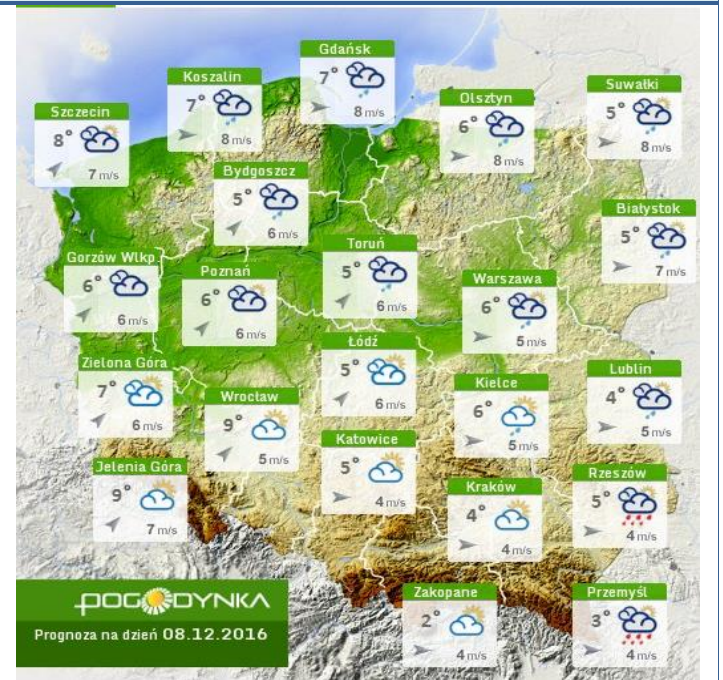 Gdańsk
7°
8 m/s
Koszalin
7°
8 m/s
Suwałki
5°
8 m/s
Olsztyn
6°
8 m/s
Szczecin
8°
7 m/s
Bydgoszcz
5°
6 m/s
Białystok
5°
7 m/s
Toruń
5°
6 m/s
Gorzów Wlkp.
6°
6 m/s
Poznań
6°
6 m/s
Warszawa
6°
5 m/s
Łódź
5°
6 m/s
Zielona Góra
7°
6 m/s
Lublin
4°
5 m/s
Kielce
6°
5 m/s
Wrocław
9°
5 m/s
Katowice
5°
4 m/s
Jelenia Góra
9°
7 m/s
Rzeszów
5°
4 m/s
Kraków
4°
4 m/s
Zakopane
2°
4 m/s
Przemyśl
3°
4 m/s
POGODYNKA
Prognoza na dzień 08.12.2016